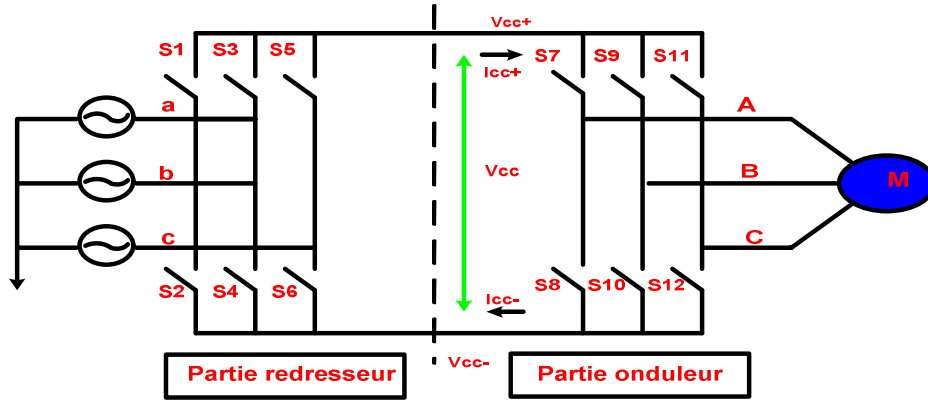 Vcc+
S1 S3 S5
Icc+
S7 S9 S11
a
A
b
Vcc
B
M
c
C
S2 S4 S6
S8 S10 S12
Icc-
Vcc-
Partie redresseur
Partie onduleur